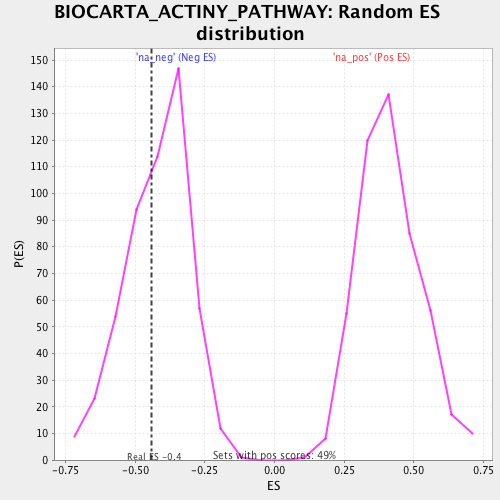 BIOCARTA_ACTINY_PATHWAY: Random ES
distribution
'na_neg' (Neg ES)
'na_pos' (Pos ES)
150
140
130
120
110
100
90
80
70
60
50
40
30
20
10
0
P(ES)
Real ES -0.4
Sets with pos scores: 49%
-0.75
-0.50
-0.25
0.00
0.25
0.50
0.75
ES